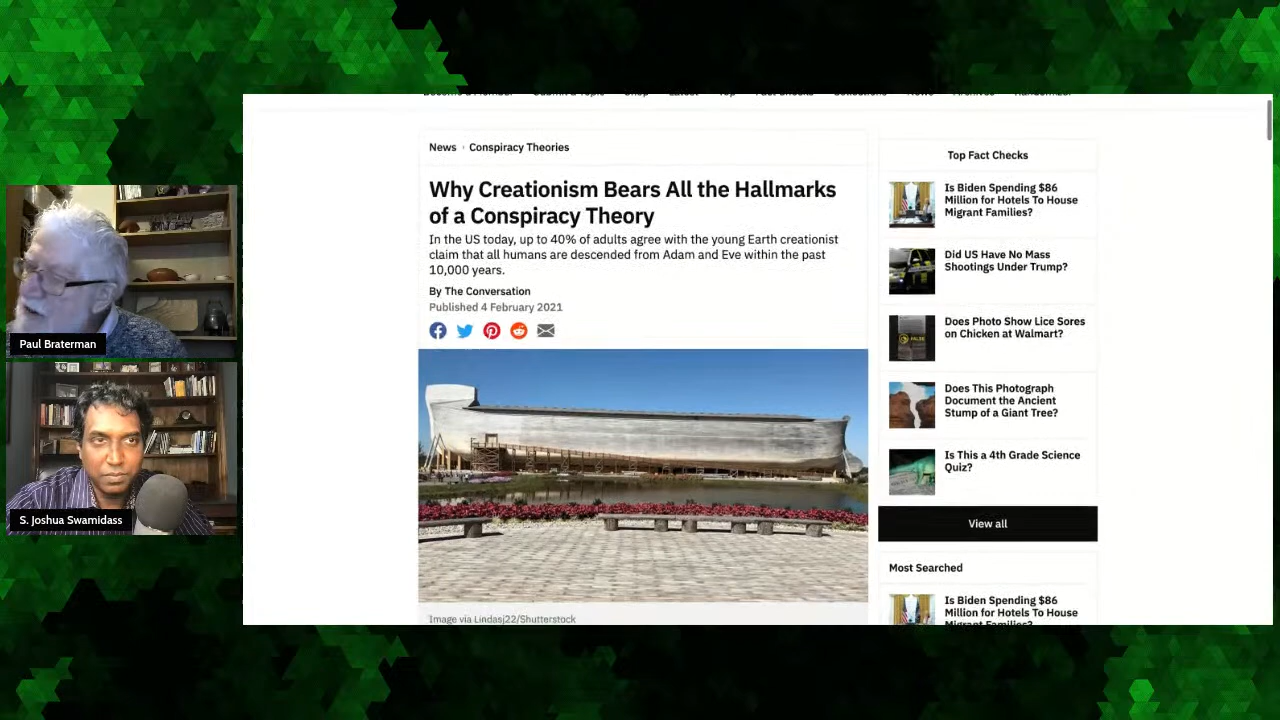 News › Conspiracy Theories
Why Creationism Bears All the Hallmarks
of a Conspiracy Theory
In the US today, up to 40% of adults agree with the young Earth creationist
claim that all humans are descended from Adam and Eve within the past
10,000 years.
By The Conversation
Published 4 February 2021
Image via Lindasj22/Shutterstock
Top Fact Checks
Is Biden Spending $86
Million for Hotels To House
Migrant Families?
Did US Have No Mass
Shootings Under Trump?
Does Photo Show Lice Sores
on Chicken at Walmart?
Does This Photograph
Document the Ancient
Stump of a Giant Tree?
Is This a 4th Grade Science
Quiz?
View all
Most Searched
Is Biden Spending $86
Million for Hotels To House
Migrant Families?
Paul Braterman
S. Joshua Swamidass